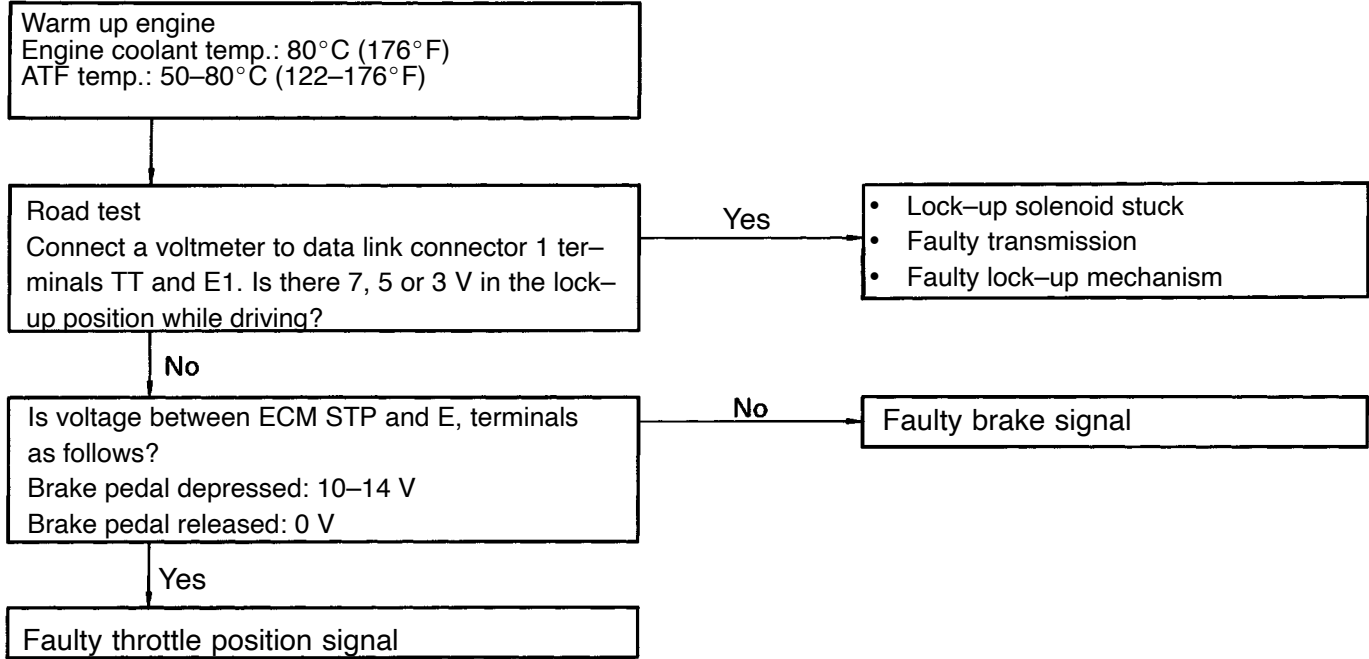 Warm up engine
Engine coolant temp.: 80°C (176°F)
ATF temp.: 50–80°C (122–176°F)
Road test
Connect a voltmeter to data link connector 1 ter–
minals TT and E1. Is there 7, 5 or 3 V in the lock–
up position while driving?
Yes
• Lock–up solenoid stuck
• Faulty transmission
• Faulty lock–up mechanism
No
Is voltage between ECM STP and E, terminals
as follows?
Brake pedal depressed: 10–14 V
Brake pedal released: 0 V
No
Faulty brake signal
Yes
Faulty throttle position signal